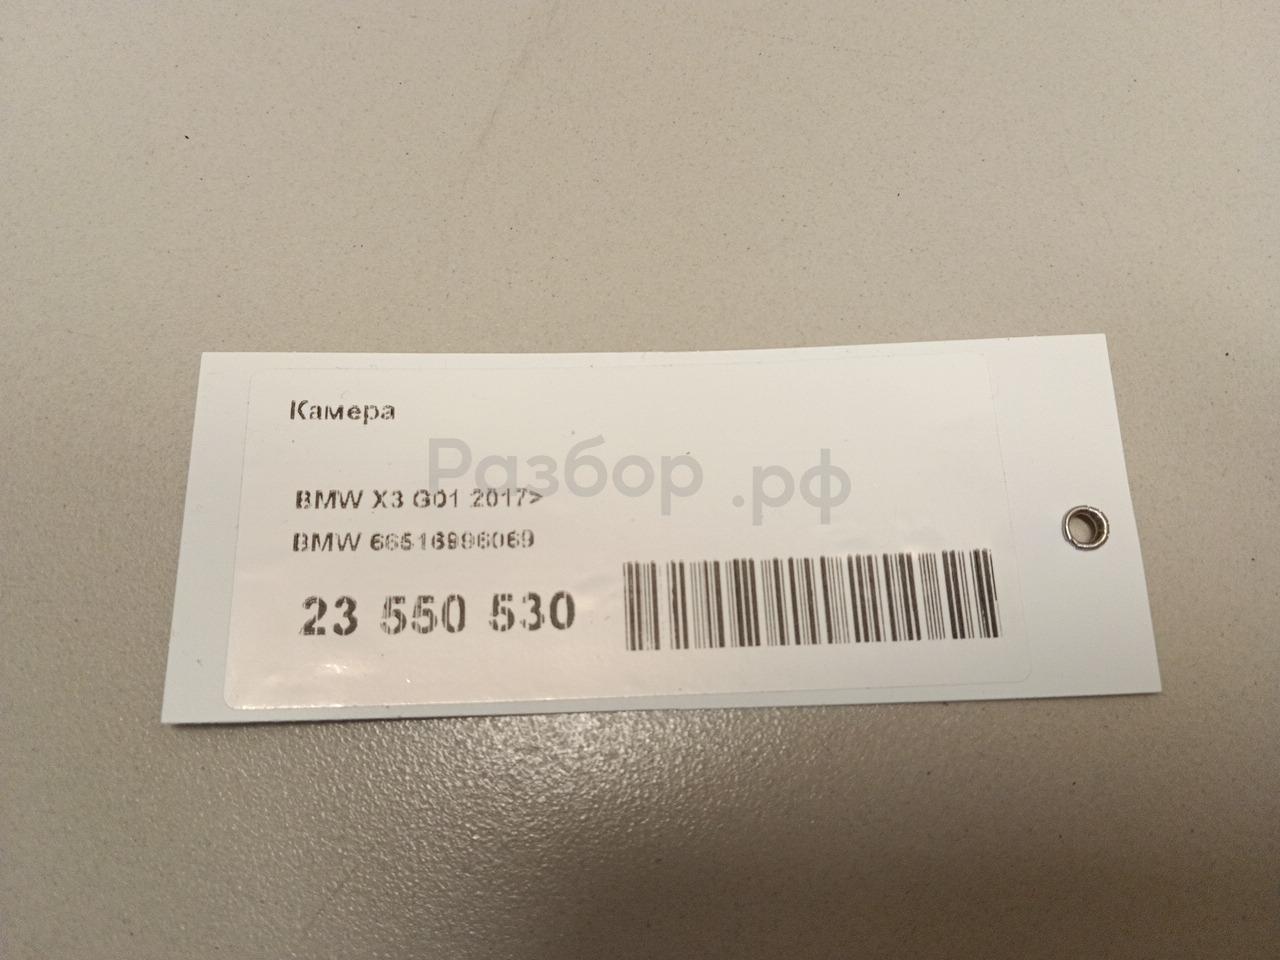 Камера
Разбор.рф
BMW X3 G01 2017>
BMW 66516996069
23 550 530